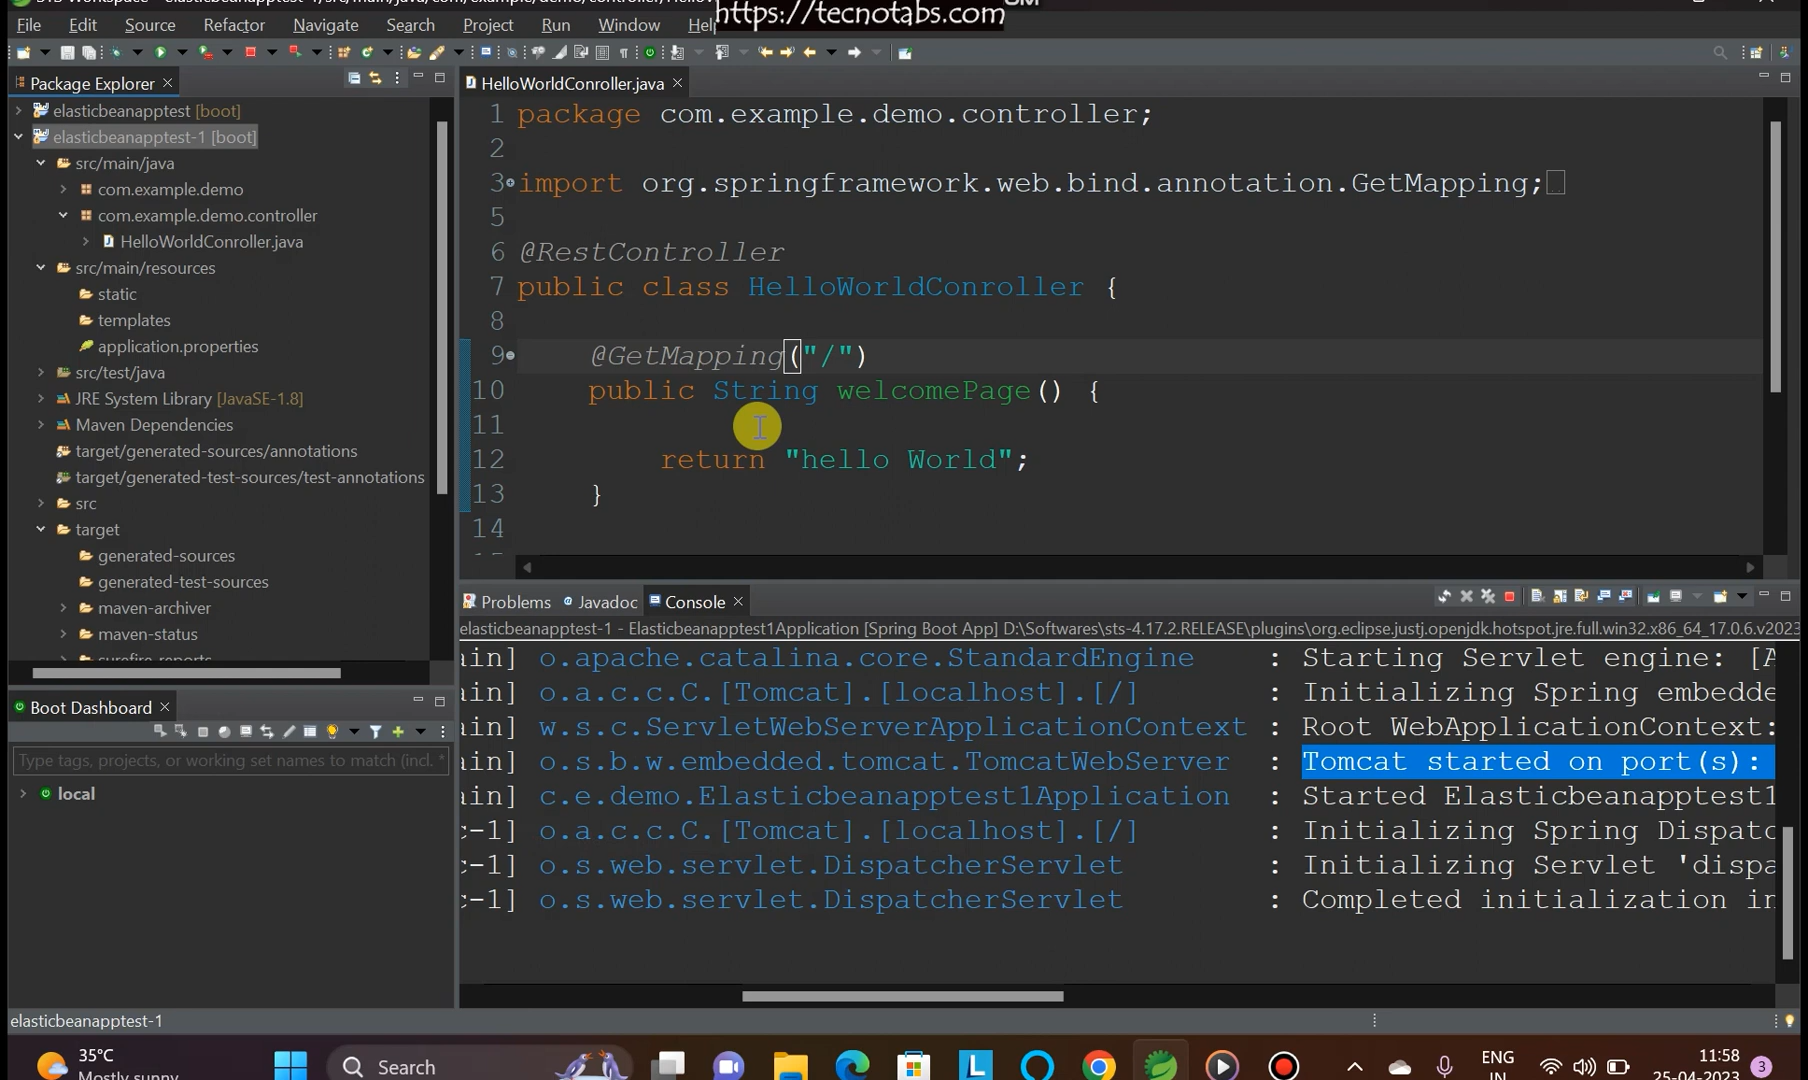 https://tecnotabs.com
File Edit Source Refactor Navigate Search Project Run Window Help
Package Explorer
elasticbeanapptest [boot]
elasticbeanapptest-1 [boot]
src/main/java
com.example.demo
com.example.demo.controller
HelloWorldConroller.java
src/main/resources
static
templates
application.properties
src/test/java
JRE System Library [JavaSE-1.8]
Maven Dependencies
target/generated-sources/annotations
target/generated-test-sources/test-annotations
src
target
generated-sources
generated-test-sources
maven-archiver
maven-status
surefire-reports
Boot Dashboard
Type tags, projects, or working set names to match (incl. *
local
HelloWorldConroller.java
1 package com.example.demo.controller;
2
3 import org.springframework.web.bind.annotation.GetMapping;
5
6 @RestController
7 public class HelloWorldConroller {
8
9 @GetMapping("/")
10 public String welcomePage() {
11
12 return "hello World";
13 }
14
Problems Javadoc Console
elasticbeanapptest-1 - Elasticbeanapptest1Application [Spring Boot App] D:\Softwares\sts-4.17.2.RELEASE\plugins\org.eclipse.justj.openjdk.hotspot.jre.full.win32.x86_64_17.0.6.v2023
ain] o.apache.catalina.core.StandardEngine : Starting Servlet engine: [A
ain] o.a.c.c.C.[Tomcat].[localhost].[/] : Initializing Spring embedde
ain] w.s.c.ServletWebServerApplicationContext : Root WebApplicationContext:
ain] o.s.b.w.embedded.tomcat.TomcatWebServer : Tomcat started on port(s):
ain] c.e.demo.Elasticbeanapptest1Application : Started Elasticbeanapptest1
c-1] o.a.c.c.C.[Tomcat].[localhost].[/] : Initializing Spring Dispatc
c-1] o.s.web.servlet.DispatcherServlet : Initializing Servlet 'dispa
c-1] o.s.web.servlet.DispatcherServlet : Completed initialization in
elasticbeanapptest-1
35°C
Mostly sunny
Search
L
ENG
IN
11:58
25-04-2023
3